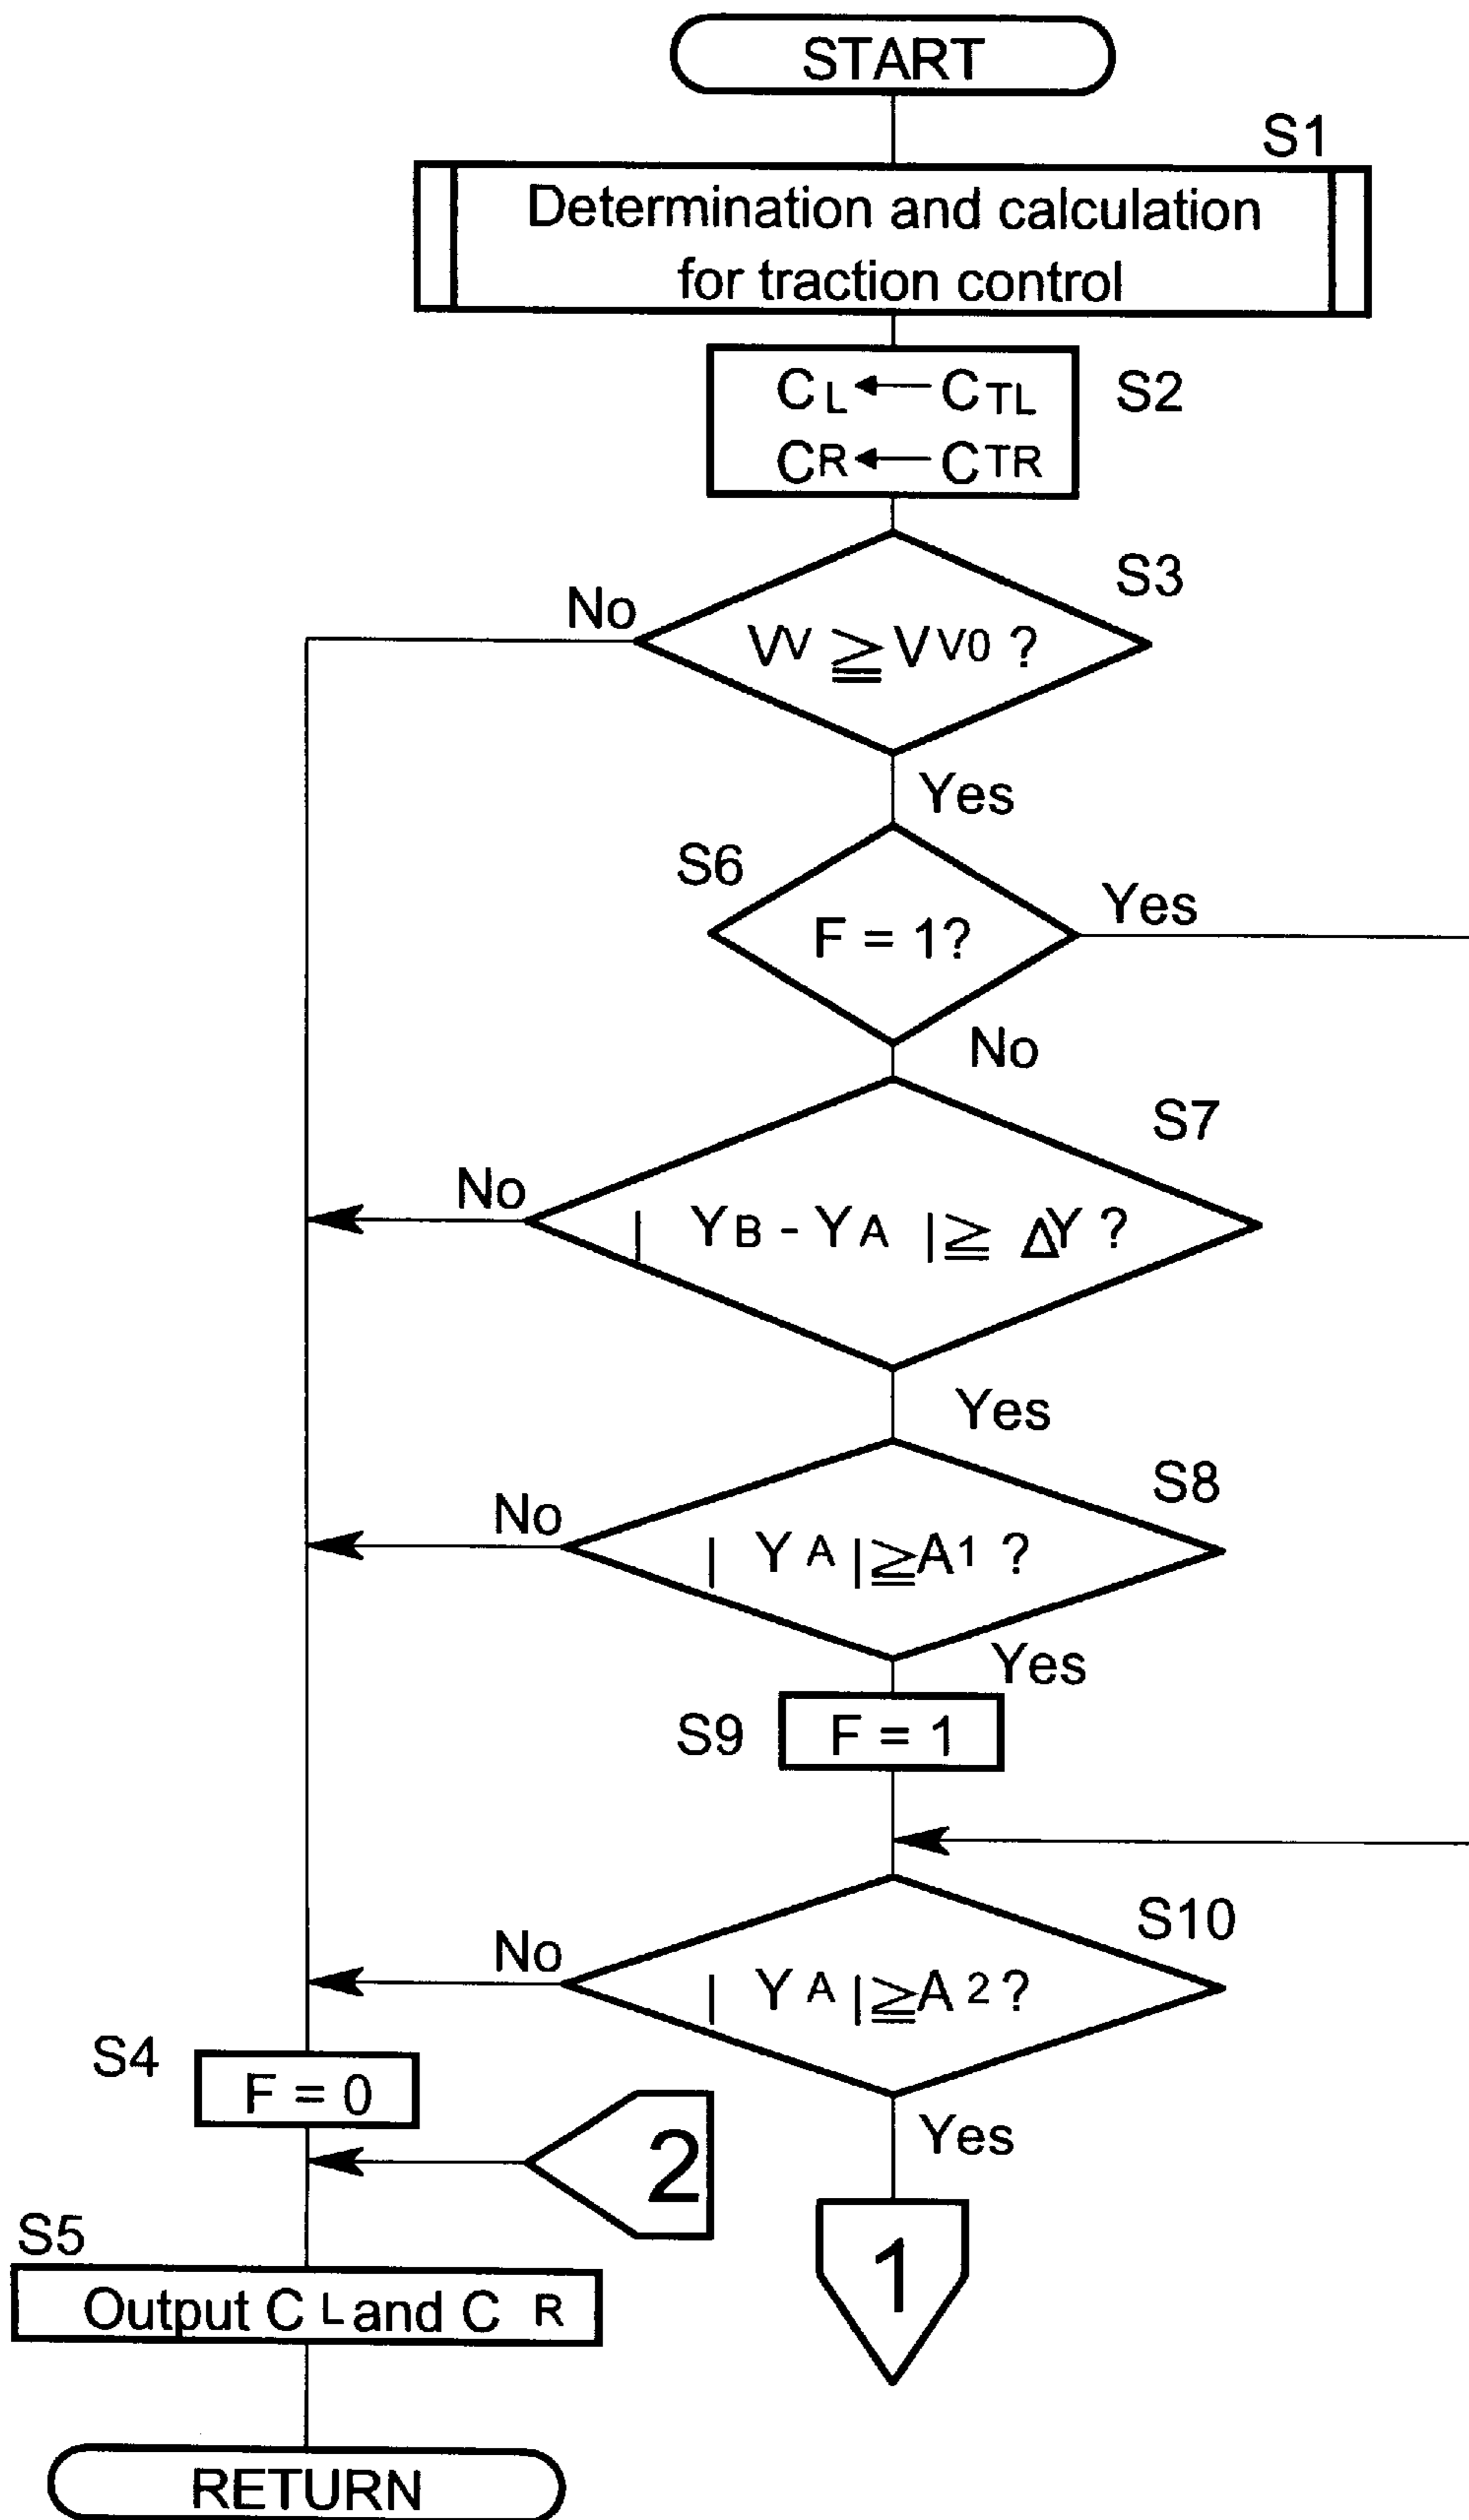 START
S1
Determination and calculation
for traction control
CL ← CTL
S2
CR ← CTR
S3
No
VV ≧ VV0 ?
Yes
S6
Yes
F = 1?
No
S7
No
| YB - YA | ≧ ΔY ?
Yes
S8
No
| YA | ≧ A1 ?
Yes
S9
F = 1
S10
No
| YA | ≧ A2 ?
S4
F = 0
Yes
2
1
S5
Output CL and CR
RETURN